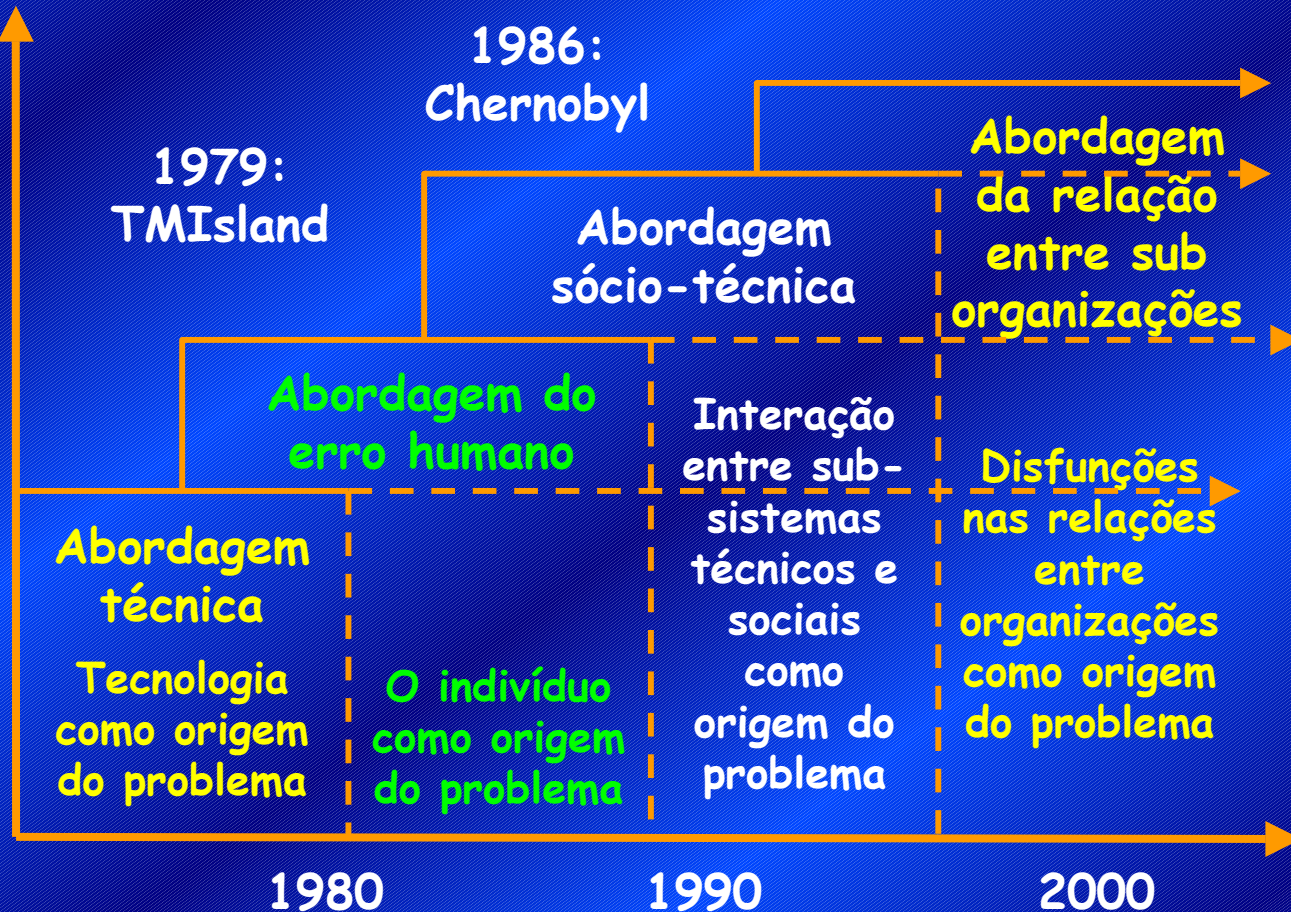 1986:
Chernobyl
1979:
TMIsland
Abordagem
da relação
entre sub
organizações
Abordagem
sócio-técnica
Abordagem do
erro humano
Abordagem
técnica
Tecnologia
como origem
do problema
O indivíduo
como origem
do problema
Interação
entre sub-
sistemas
técnicos e
sociais
como
origem do
problema
Disfunções
nas relações
entre
organizações
como origem
do problema
1980
1990
2000